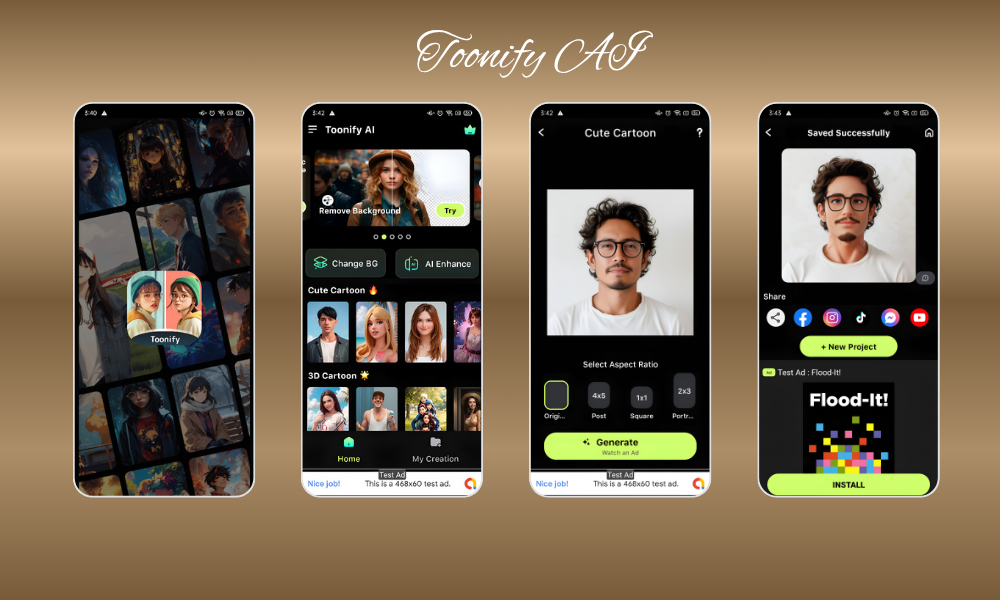 Toonify AI
3:40
Toonify
3:42
Toonify AI
Remove Background
Try
Change BG
AI Enhance
Cute Cartoon 🔥
3D Cartoon 🌟
Home
My Creation
Test Ad
Nice job!
This is a 468x60 test ad.
3:42
Cute Cartoon
?
Select Aspect Ratio
4x5
1x1
2x3
Origi...
Post
Square
Portr...
Generate
Watch an Ad
Test Ad
Nice job!
This is a 468x60 test ad.
3:43
Saved Successfully
Share
+ New Project
Ad
Test Ad : Flood-It!
Flood-It!
INSTALL